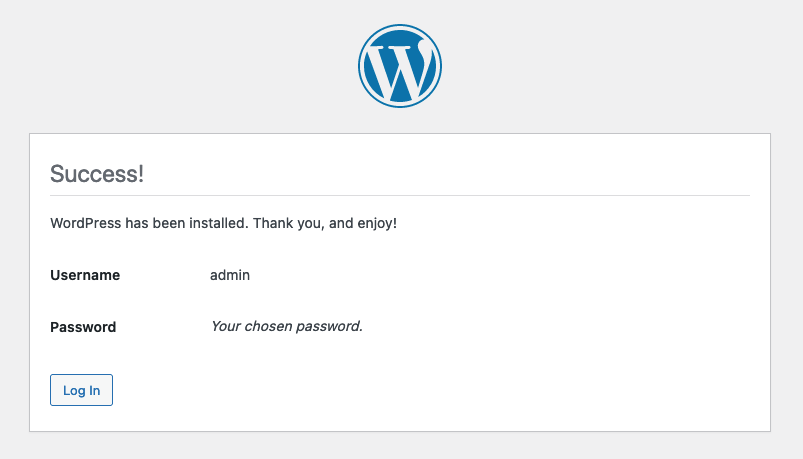 Success!
WordPress has been installed. Thank you, and enjoy!
Username admin
Password Your chosen password.
Log In